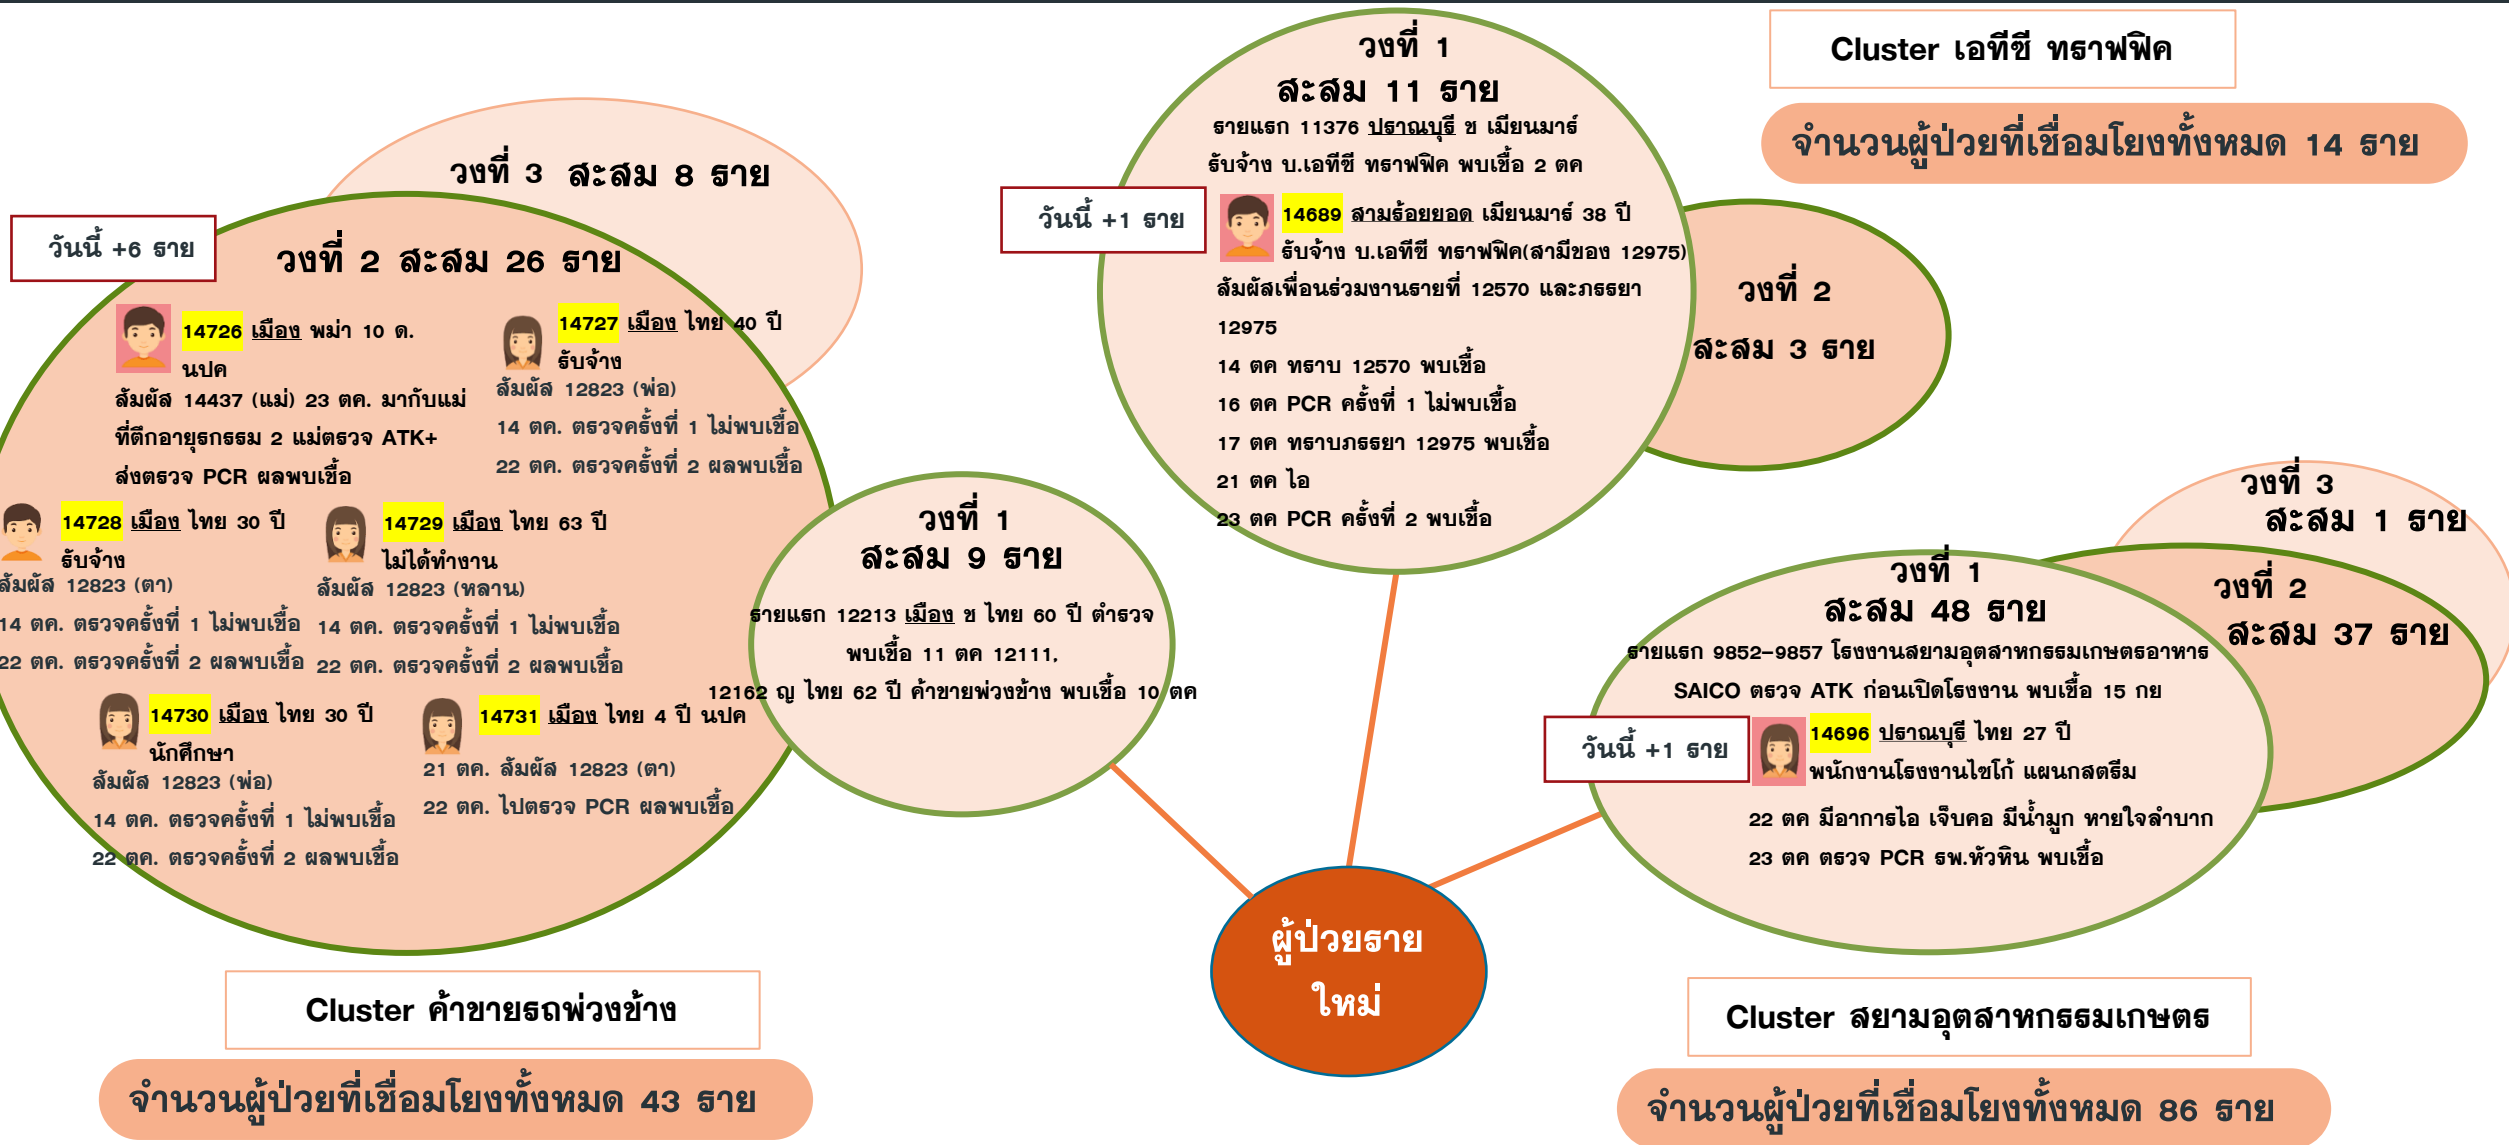 Cluster เอทีซี ทราฟฟิค
จำนวนผู้ป่วยที่เชื่อมโยงทั้งหมด 14 ราย
วงที่ 1
สะสม 11 ราย
รายแรก 11376 ปราณบุรี ช เมียนมาร์
รับจ้าง บ.เอทีซี ทราฟฟิค พบเชื้อ 2 ตค
วันนี้ +1 ราย
14689 สามร้อยยอด เมียนมาร์ 38 ปี
รับจ้าง บ.เอทีซี ทราฟฟิค(สามีของ 12975)
สัมผัสเพื่อนร่วมงานรายที่ 12570 และภรรยา
12975
14 ตค ทราบ 12570 พบเชื้อ
16 ตค PCR ครั้งที่ 1 ไม่พบเชื้อ
17 ตค ทราบภรรยา 12975 พบเชื้อ
21 ตค ไอ
23 ตค PCR ครั้งที่ 2 พบเชื้อ
วงที่ 2
สะสม 3 ราย
วงที่ 3 สะสม 8 ราย
วันนี้ +6 ราย
วงที่ 2 สะสม 26 ราย
14726 เมือง พม่า 10 ด.
นปค
สัมผัส 14437 (แม่) 23 ตค. มากับแม่
ที่ตึกอายุรกรรม 2 แม่ตรวจ ATK+
ส่งตรวจ PCR ผลพบเชื้อ
14727 เมือง ไทย 40 ปี
รับจ้าง
สัมผัส 12823 (พ่อ)
14 ตค. ตรวจครั้งที่ 1 ไม่พบเชื้อ
22 ตค. ตรวจครั้งที่ 2 ผลพบเชื้อ
14728 เมือง ไทย 30 ปี
รับจ้าง
สัมผัส 12823 (ตา)
14 ตค. ตรวจครั้งที่ 1 ไม่พบเชื้อ
22 ตค. ตรวจครั้งที่ 2 ผลพบเชื้อ
14729 เมือง ไทย 63 ปี
ไม่ได้ทำงาน
สัมผัส 12823 (หลาน)
14 ตค. ตรวจครั้งที่ 1 ไม่พบเชื้อ
22 ตค. ตรวจครั้งที่ 2 ผลพบเชื้อ
14730 เมือง ไทย 30 ปี
นักศึกษา
สัมผัส 12823 (พ่อ)
14 ตค. ตรวจครั้งที่ 1 ไม่พบเชื้อ
22 ตค. ตรวจครั้งที่ 2 ผลพบเชื้อ
14731 เมือง ไทย 4 ปี นปค
21 ตค. สัมผัส 12823 (ตา)
22 ตค. ไปตรวจ PCR ผลพบเชื้อ
วงที่ 1
สะสม 9 ราย
รายแรก 12213 เมือง ช ไทย 60 ปี ตำรวจ
พบเชื้อ 11 ตค 12111,
12162 ญ ไทย 62 ปี ค้าขายพ่วงข้าง พบเชื้อ 10 ตค
Cluster ค้าขายรถพ่วงข้าง
จำนวนผู้ป่วยที่เชื่อมโยงทั้งหมด 43 ราย
ผู้ป่วยราย
ใหม่
วงที่ 3
สะสม 1 ราย
วงที่ 2
สะสม 37 ราย
วงที่ 1
สะสม 48 ราย
รายแรก 9852-9857 โรงงานสยามอุตสาหกรรมเกษตรอาหาร
SAICO ตรวจ ATK ก่อนเปิดโรงงาน พบเชื้อ 15 กย
วันนี้ +1 ราย
14696 ปราณบุรี ไทย 27 ปี
พนักงานโรงงานไซโก้ แผนกสตรีม
22 ตค มีอาการไอ เจ็บคอ มีน้ำมูก หายใจลำบาก
23 ตค ตรวจ PCR รพ.หัวหิน พบเชื้อ
Cluster สยามอุตสาหกรรมเกษตร
จำนวนผู้ป่วยที่เชื่อมโยงทั้งหมด 86 ราย